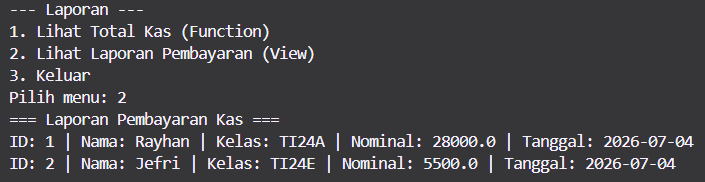 --- Laporan ---
1. Lihat Total Kas (Function)
2. Lihat Laporan Pembayaran (View)
3. Keluar
Pilih menu: 2
=== Laporan Pembayaran Kas ===
ID: 1 | Nama: Rayhan | Kelas: TI24A | Nominal: 28000.0 | Tanggal: 2026-07-04
ID: 2 | Nama: Jefri | Kelas: TI24E | Nominal: 5500.0 | Tanggal: 2026-07-04